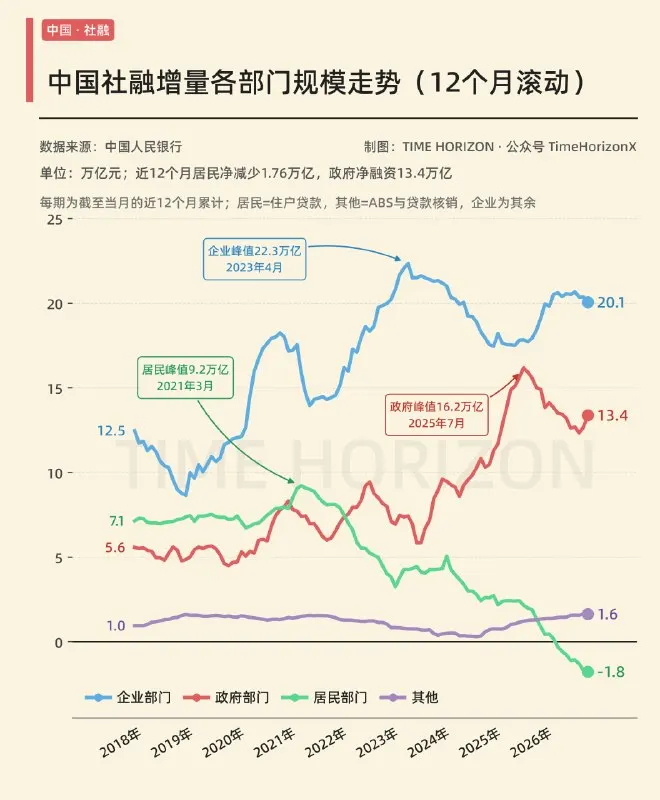 中国·社融
中国社融增量各部门规模走势（12个月滚动）
数据来源：中国人民银行
制图：TIME HORIZON · 公众号 TimeHorizonX
单位：万亿元；近12个月居民净减少1.76万亿，政府净融资13.4万亿
每期为截至当月的近12个月累计；居民=住户贷款，其他=ABS与贷款核销，企业为其余
25
企业峰值22.3万亿
2023年4月
20
20.1
居民峰值9.2万亿
2021年3月
15
政府峰值16.2万亿
2025年7月
13.4
12.5
TIME HORIZON
10
7.1
5.6
5
1.0
1.6
0
-1.8
企业部门
政府部门
居民部门
其他
2018年
2019年
2020年
2021年
2022年
2023年
2024年
2025年
2026年